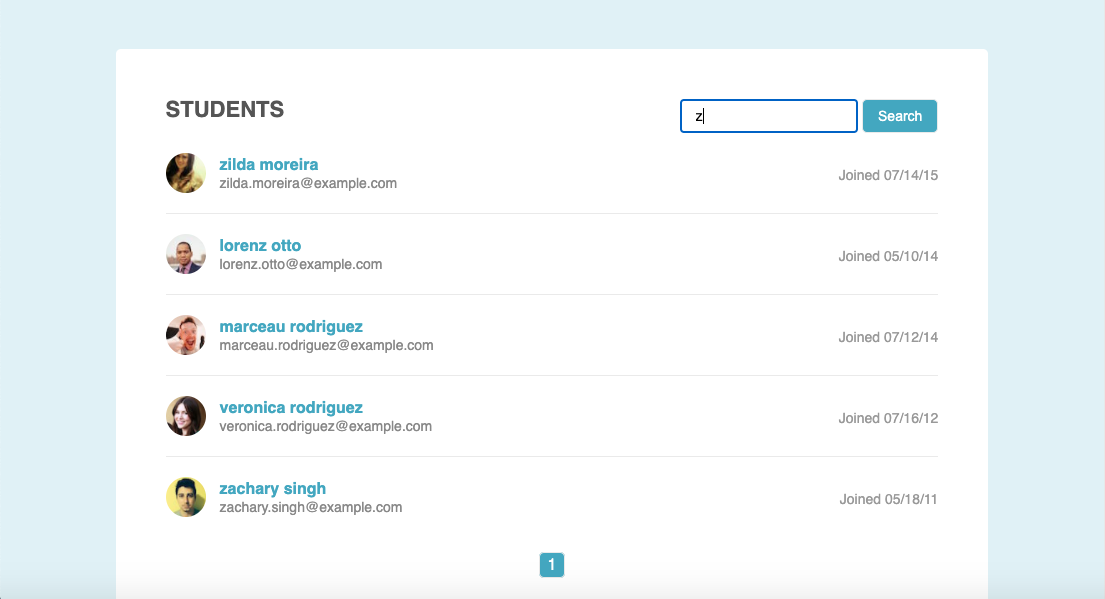 STUDENTS
z
Search
zilda moreira
zilda.moreira@example.com
Joined 07/14/15
lorenz otto
lorenz.otto@example.com
Joined 05/10/14
marceau rodriguez
marceau.rodriguez@example.com
Joined 07/12/14
veronica rodriguez
veronica.rodriguez@example.com
Joined 07/16/12
zachary singh
zachary.singh@example.com
Joined 05/18/11
1